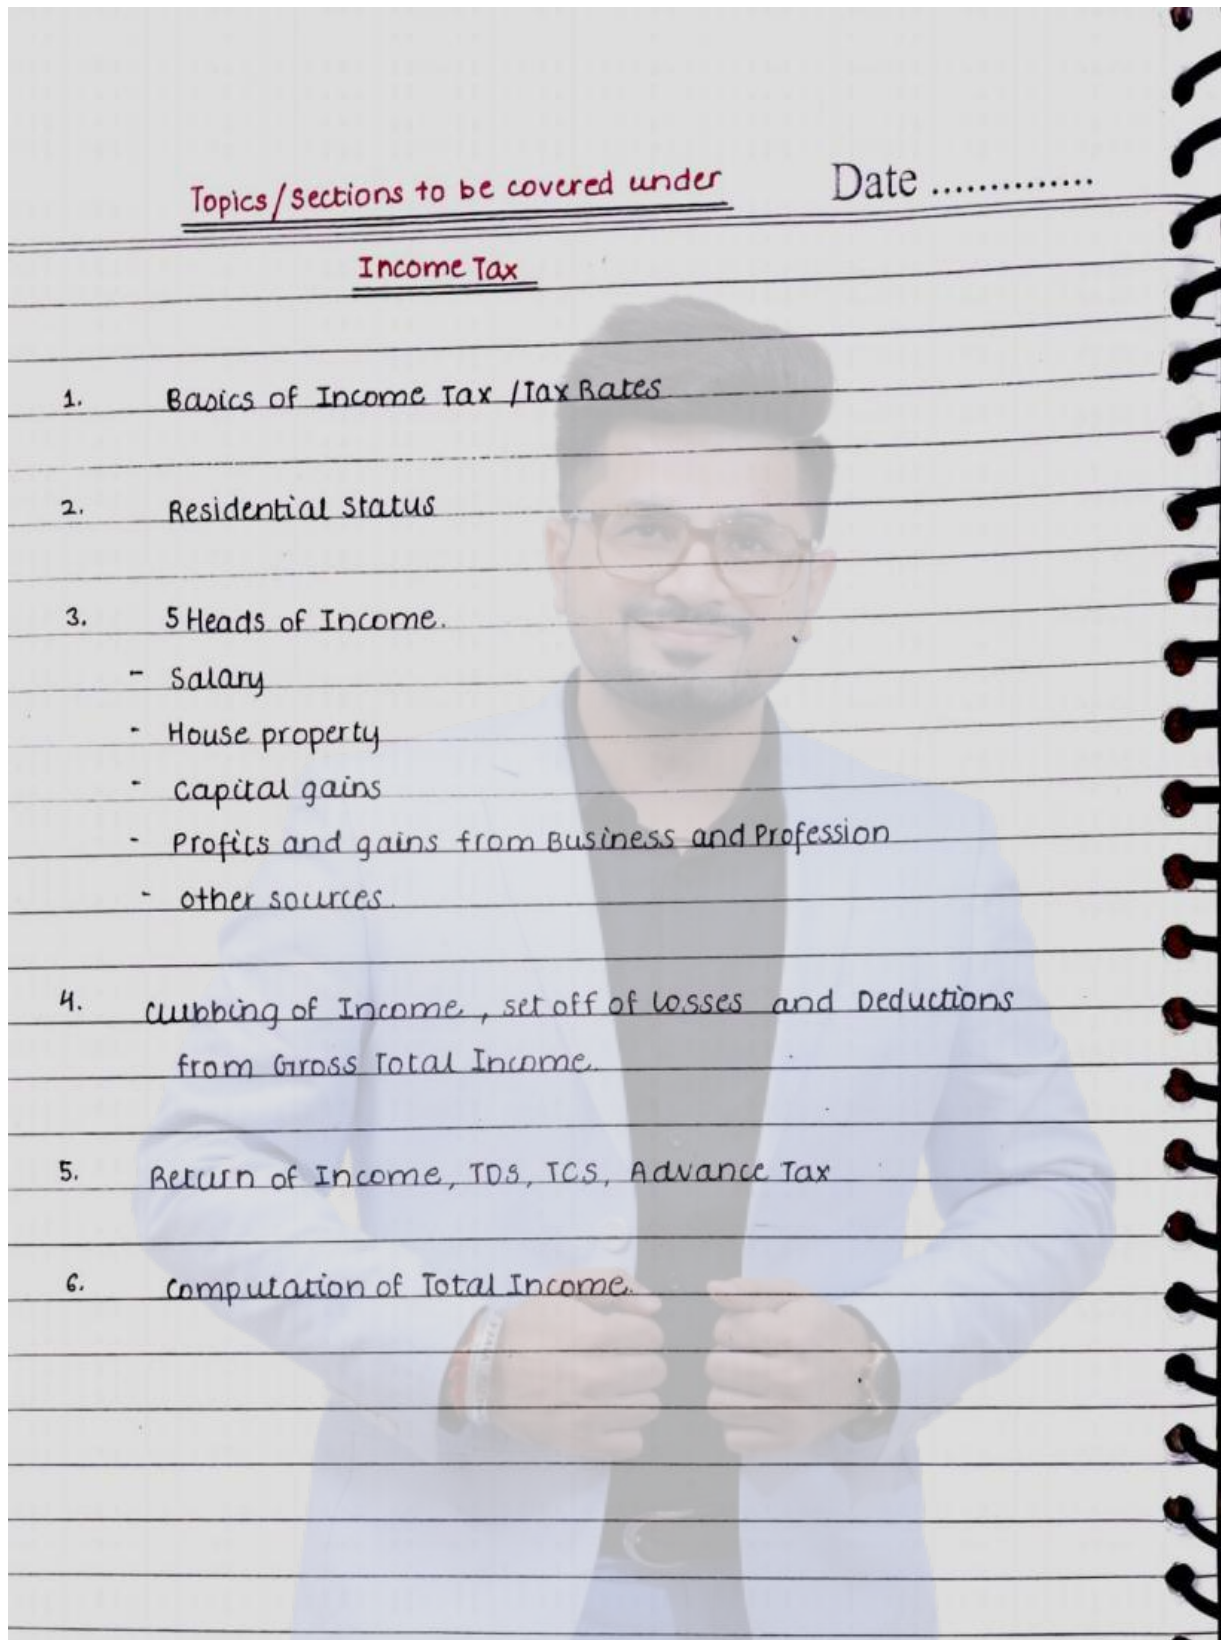 Topics/Sections to be covered under Date ..............
Income Tax
1. Basics of Income Tax /Tax Rates
2. Residential Status
3. 5 Heads of Income.
- Salary
- House property
- Capital gains
- Profits and gains from Business and Profession
- other sources.
4. Clubbing of Income, set off of losses and Deductions
from Gross Total Income.
5. Return of Income, TDS, TCS, Advance Tax
6. Computation of Total Income.